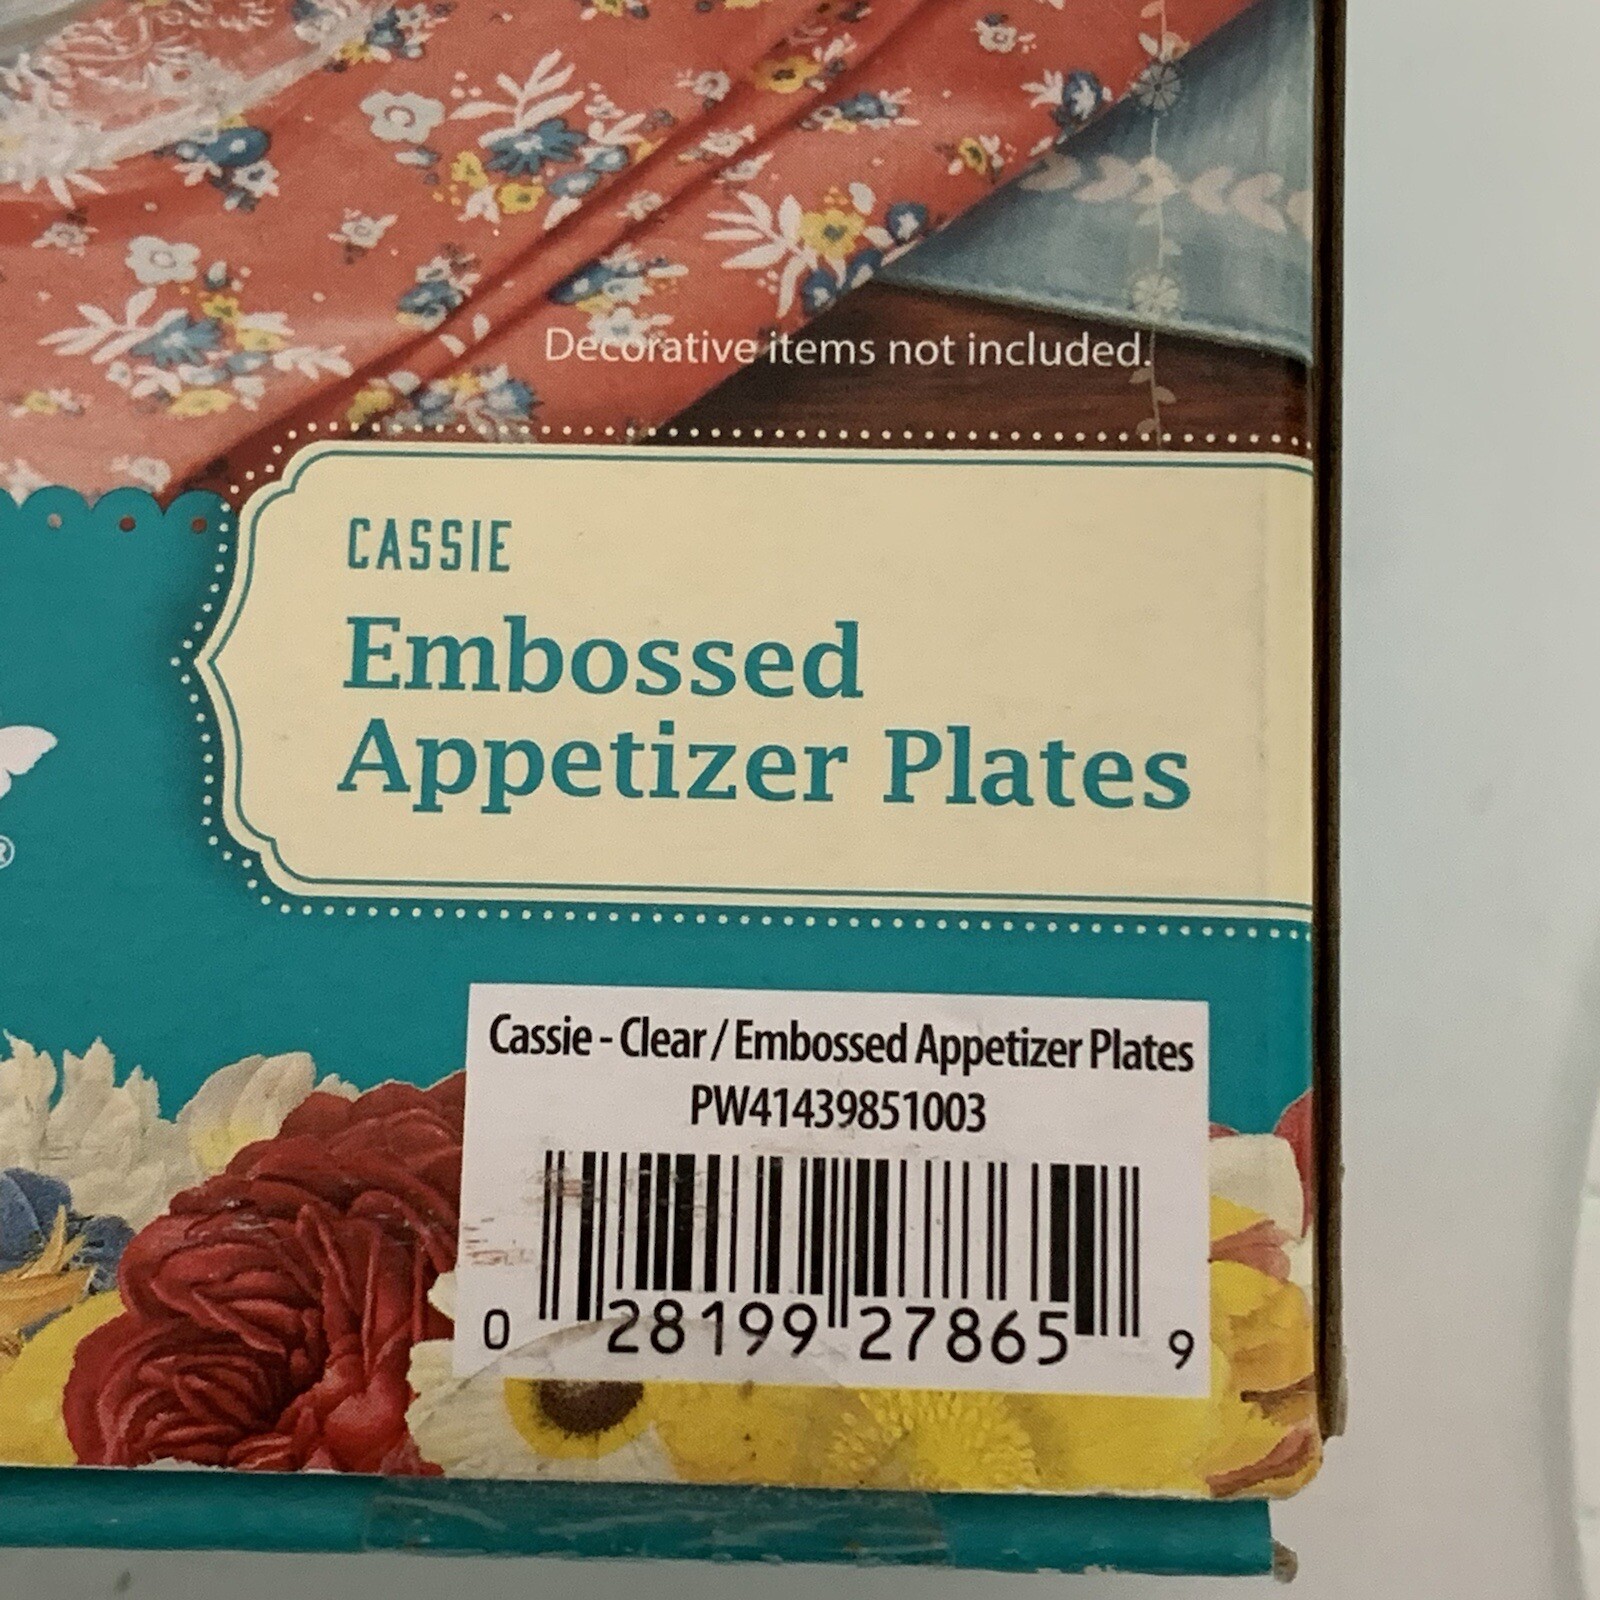 Decorative items not included.
CASSIE
Embossed
Appetizer Plates
®
Cassie - Clear / Embossed Appetizer Plates
PW41439851003
0 28199 27865 9